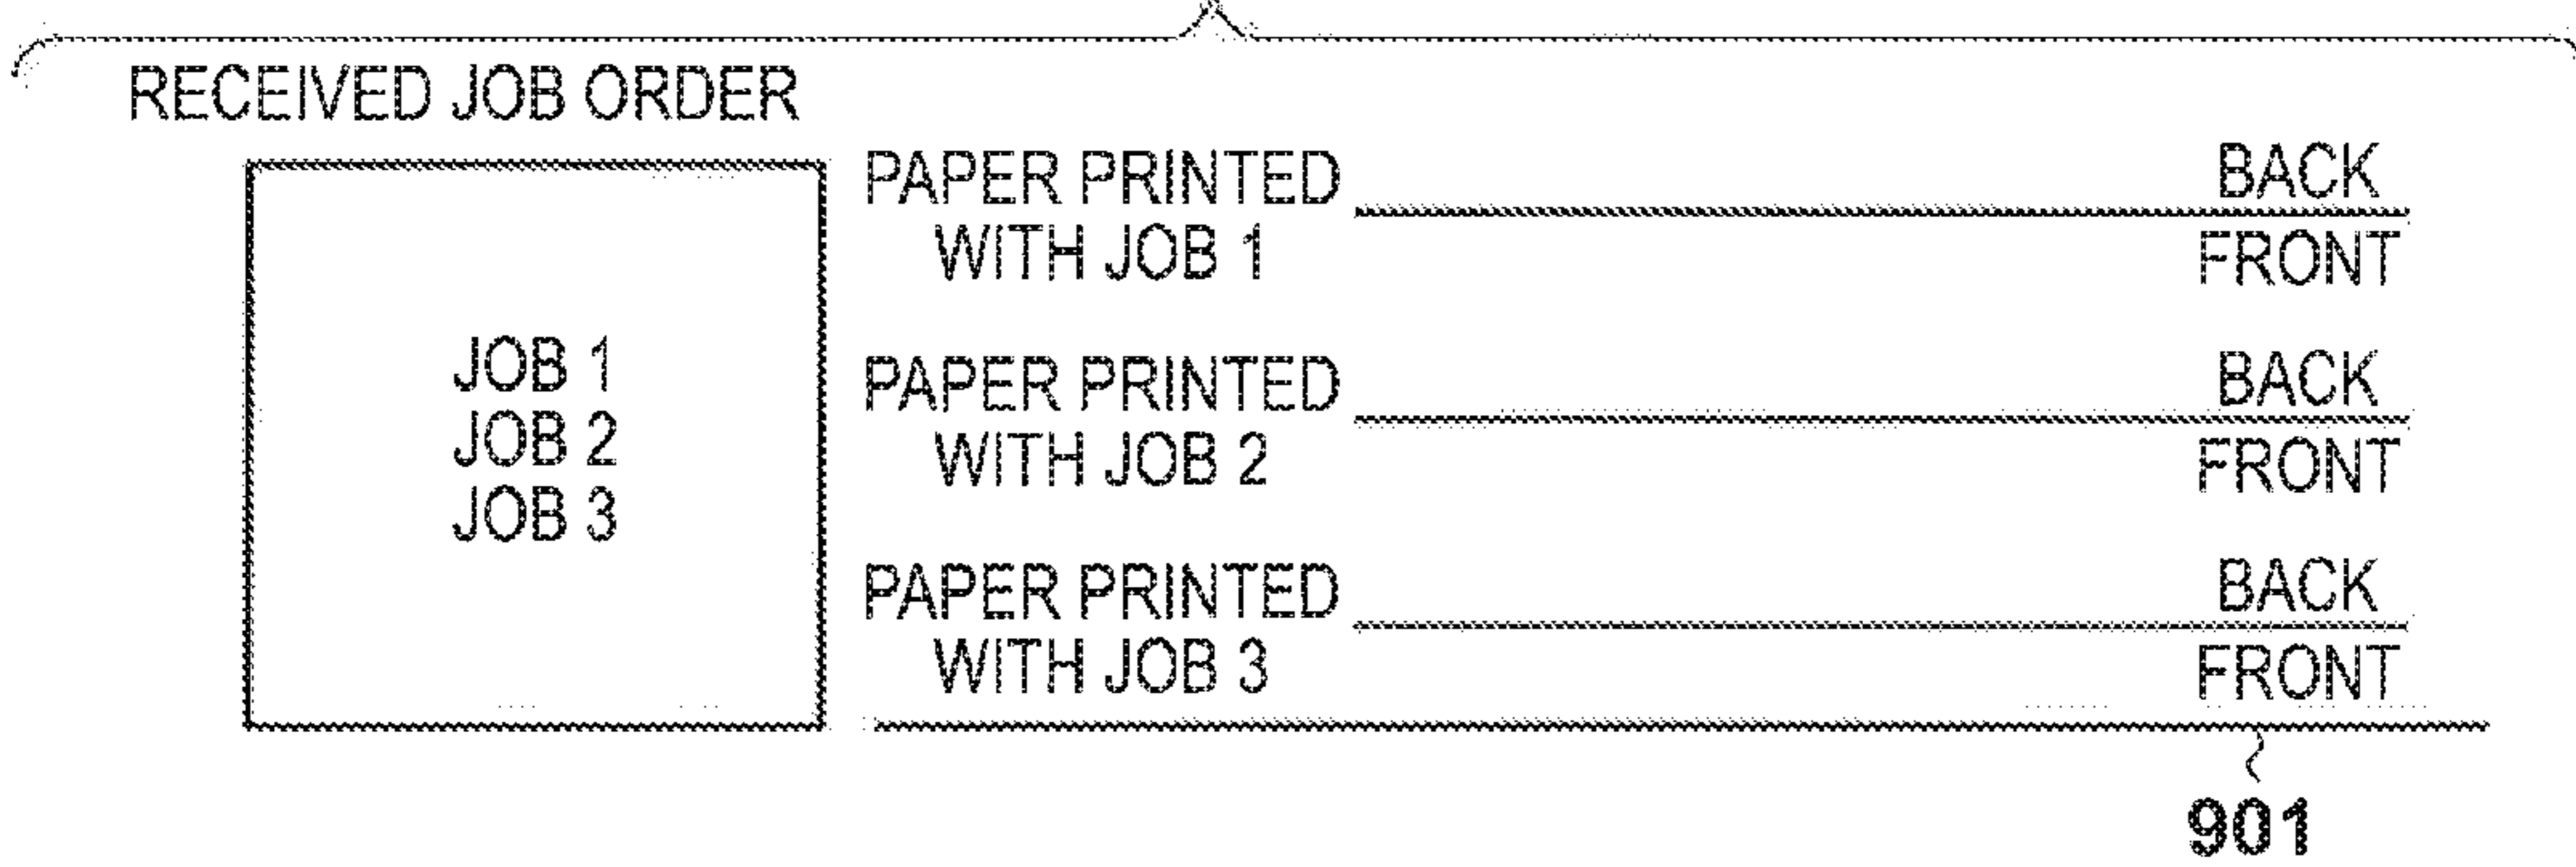 RECEIVED JOB ORDER
JOB 1
JOB 2
JOB 3
PAPER PRINTED
WITH JOB 1
BACK
FRONT
PAPER PRINTED
WITH JOB 2
BACK
FRONT
PAPER PRINTED
WITH JOB 3
BACK
FRONT
901